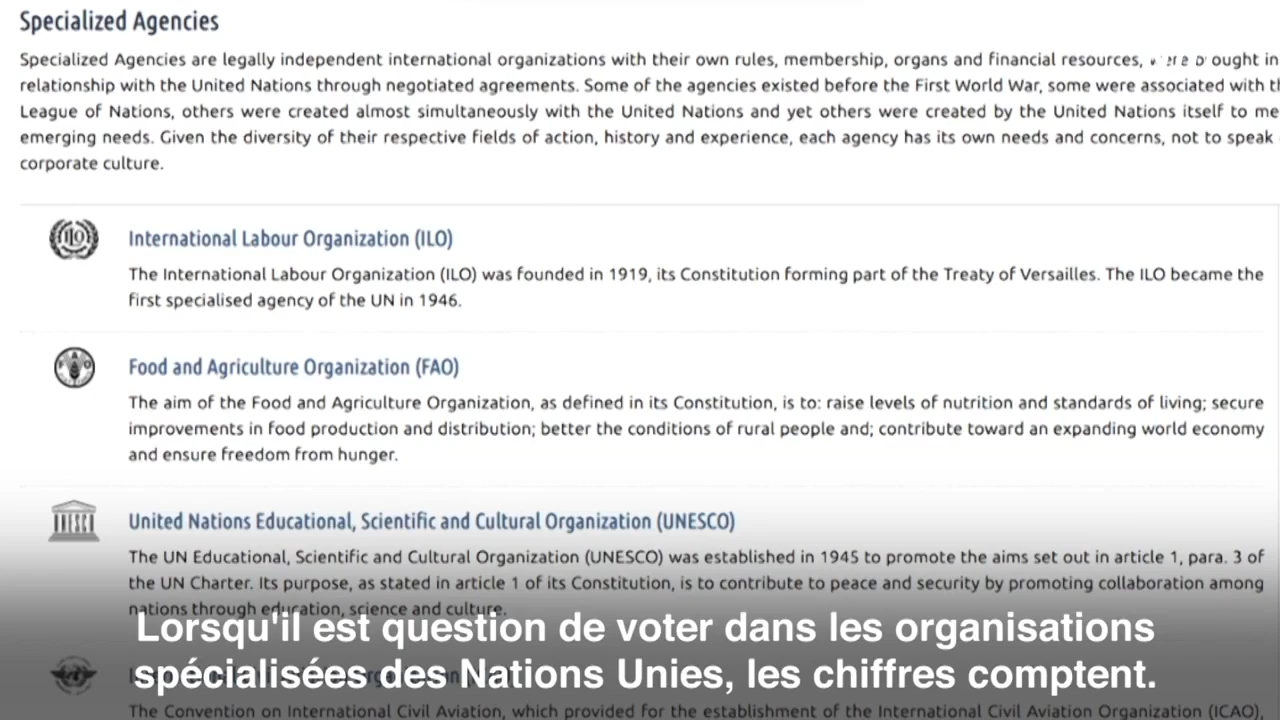 Specialized Agencies
Specialized Agencies are legally independent international organizations with their own rules, membership, organs and financial resources, ought in
relationship with the United Nations through negotiated agreements. Some of the agencies existed before the First World War, some were associated with th
League of Nations, others were created almost simultaneously with the United Nations and yet others were created by the United Nations itself to me
emerging needs. Given the diversity of their respective fields of action, history and experience, each agency has its own needs and concerns, not to speak
corporate culture.
ILO
International Labour Organization (ILO)
The International Labour Organization (ILO) was founded in 1919, its Constitution forming part of the Treaty of Versailles. The ILO became the
first specialised agency of the UN in 1946.
Food and Agriculture Organization (FAO)
The aim of the Food and Agriculture Organization, as defined in its Constitution, is to: raise levels of nutrition and standards of living; secure
improvements in food production and distribution; better the conditions of rural people and; contribute toward an expanding world economy
and ensure freedom from hunger.
UNESCO
United Nations Educational, Scientific and Cultural Organization (UNESCO)
The UN Educational, Scientific and Cultural Organization (UNESCO) was established in 1945 to promote the aims set out in article 1, para. 3 of
the UN Charter. Its purpose, as stated in article 1 of its Constitution, is to contribute to peace and security by promoting collaboration among
nations through education, science and culture.
Lorsqu'il est question de voter dans les organisations
spécialisées des Nations Unies, les chiffres comptent.
The Convention on International Civil Aviation, which provided for the establishment of the International Civil Aviation Organization (ICAO),